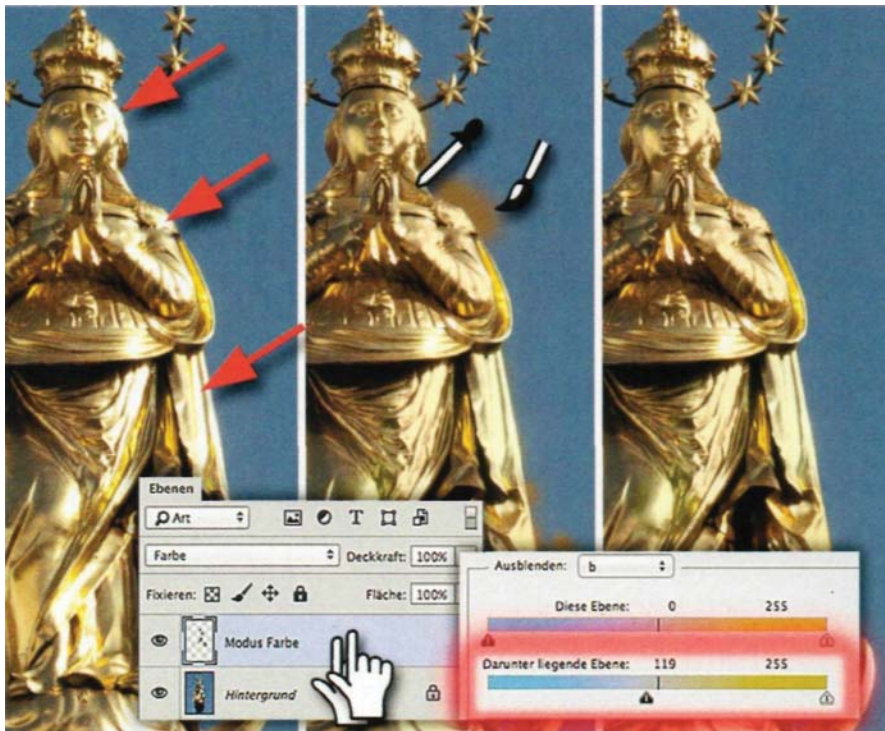 Ebenen
Art
Farbe
Deckkraft: 100%
Fixieren:
Fläche: 100%
Modus Farbe
Hintergrund
Ausblenden: b
Diese Ebene: 0 255
Darunter liegende Ebene: 119 255